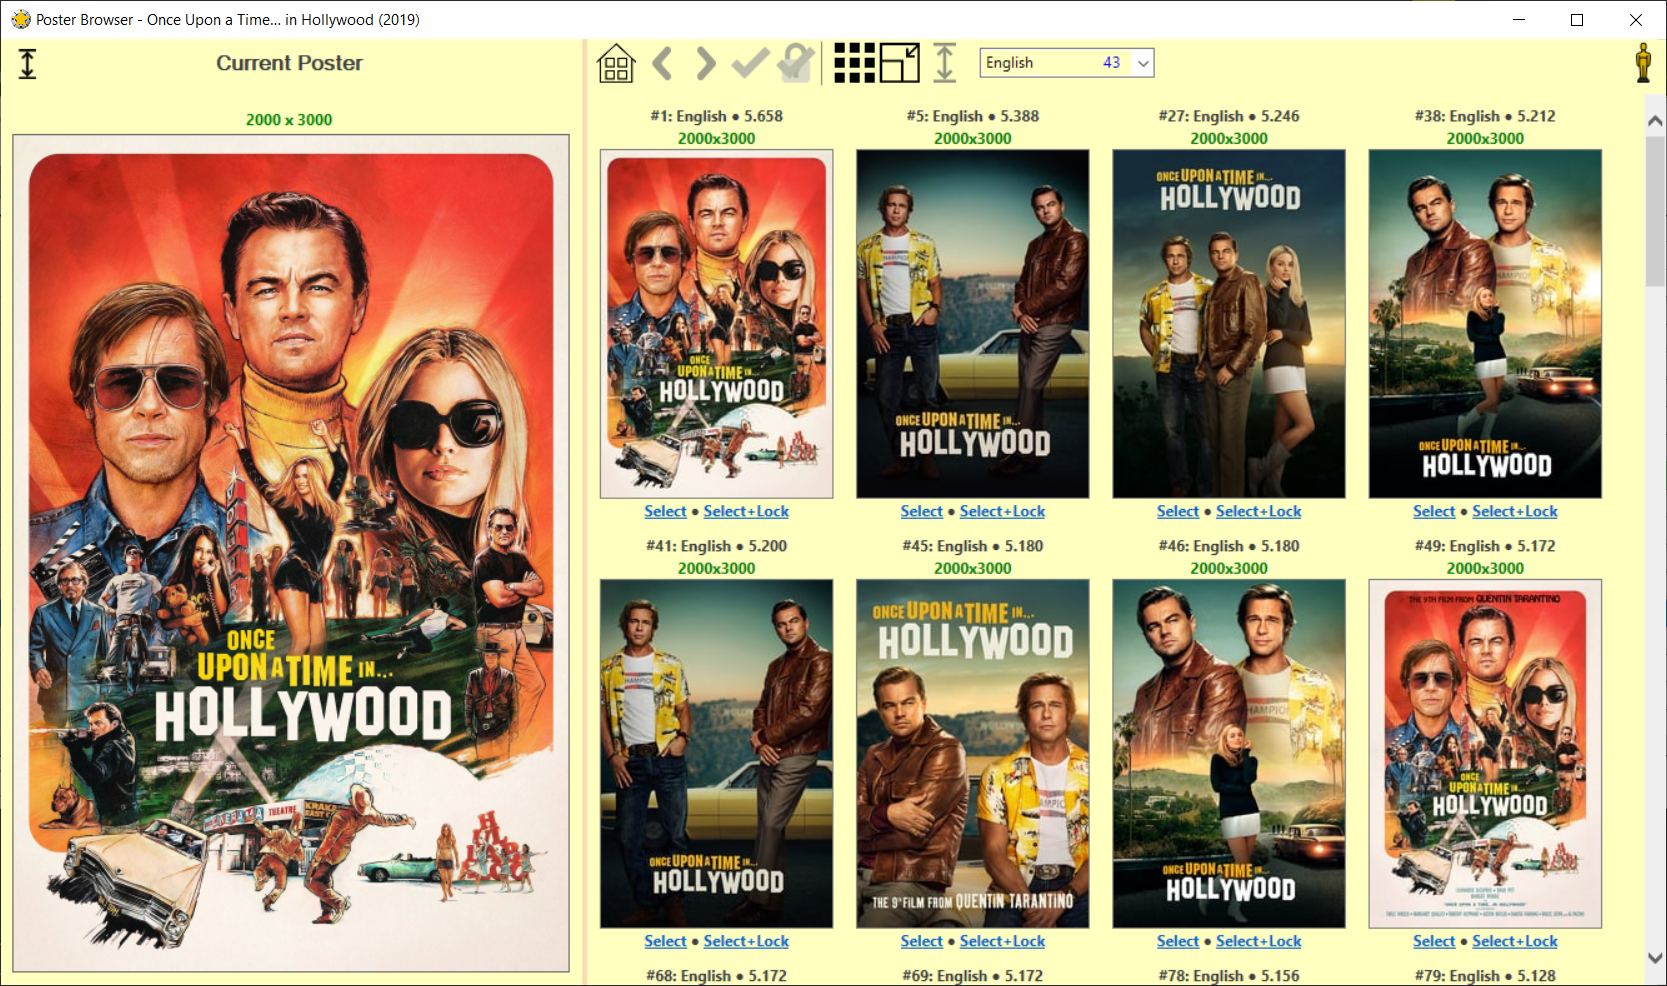 Poster Browser - Once Upon a Time... in Hollywood (2019)
Current Poster
English 43
2000 x 3000
ONCE
UPON A TIME IN...
HOLLYWOOD
THEATRE
#1: English ● 5.658
2000x3000
ONCE
UPON A TIME IN...
HOLLYWOOD
Select ● Select+Lock
#5: English ● 5.388
2000x3000
ONCE UPON A TIME IN...
HOLLYWOOD
Select ● Select+Lock
#27: English ● 5.246
2000x3000
ONCE UPON A TIME IN...
HOLLYWOOD
Select ● Select+Lock
#38: English ● 5.212
2000x3000
ONCE UPON A TIME IN...
HOLLYWOOD
Select ● Select+Lock
#41: English ● 5.200
2000x3000
ONCE UPON A TIME IN...
HOLLYWOOD
Select ● Select+Lock
#45: English ● 5.180
2000x3000
ONCE UPON A TIME IN...
HOLLYWOOD
THE 9TH FILM FROM QUENTIN TARANTINO
Select ● Select+Lock
#46: English ● 5.180
2000x3000
ONCE UPON A TIME IN...
HOLLYWOOD
Select ● Select+Lock
#49: English ● 5.172
2000x3000
THE 9TH FILM FROM QUENTIN TARANTINO
ONCE
UPON A TIME IN...
HOLLYWOOD
Select ● Select+Lock
#68: English ● 5.172
#69: English ● 5.172
#78: English ● 5.156
#79: English ● 5.128